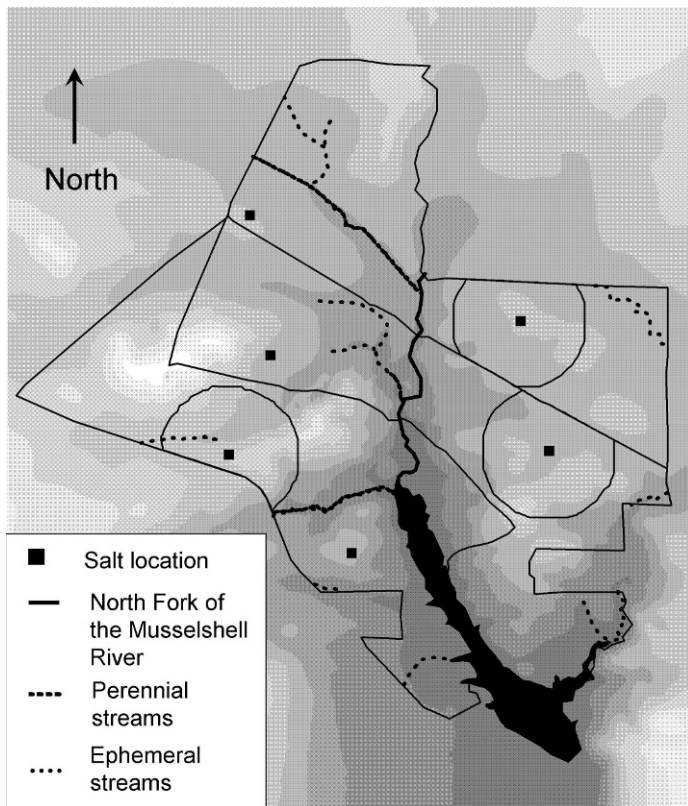 North
Salt location
North Fork of
the Musselshell
River
Perennial
streams
Ephemeral
streams